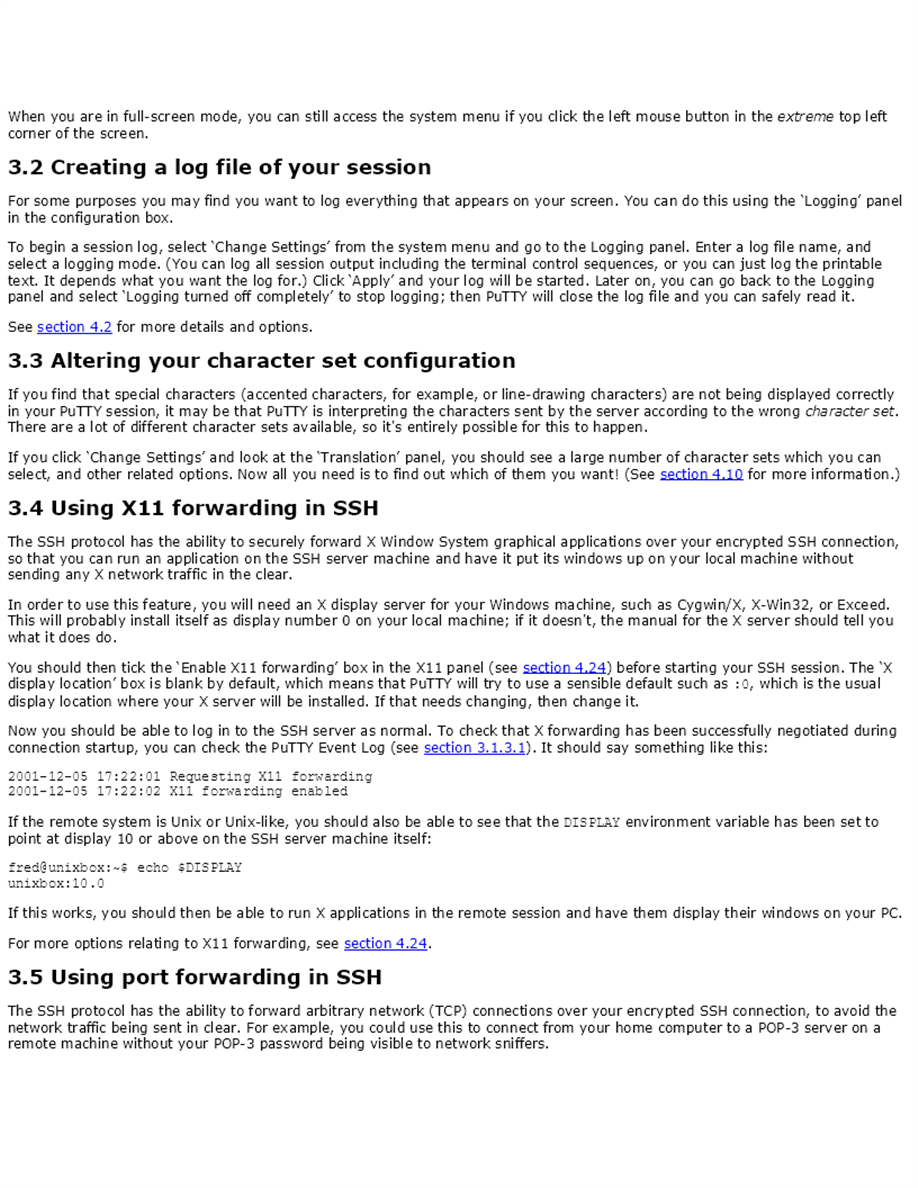 When you are in full-screen mode, you can still access the system menu if you click the left mouse button in the extreme top left
corner of the screen.
3.2 Creating a log file of your session
For some purposes you may find you want to log everything that appears on your screen. You can do this using the `Logging’ panel
in the configuration box.
To begin a session log, select `Change Settings’ from the system menu and go to the Logging panel. Enter a log file name, and
select a logging mode. (You can log all session output including the terminal control sequences, or you can just log the printable
text. It depends what you want the log for.) Click `Apply’ and your log will be started. Later on, you can go back to the Logging
panel and select `Logging turned off completely’ to stop logging; then PuTTY will close the log file and you can safely read it.
See section 4.2 for more details and options.
3.3 Altering your character set configuration
If you find that special characters (accented characters, for example, or line-drawing characters) are not being displayed correctly
in your PuTTY session, it may be that PuTTY is interpreting the characters sent by the server according to the wrong character set.
There are a lot of different character sets available, so it's entirely possible for this to happen.
If you click `Change Settings’ and look at the `Translation’ panel, you should see a large number of character sets which you can
select, and other related options. Now all you need is to find out which of them you want! (See section 4.10 for more information.)
3.4 Using X11 forwarding in SSH
The SSH protocol has the ability to securely forward X Window System graphical applications over your encrypted SSH connection,
so that you can run an application on the SSH server machine and have it put its windows up on your local machine without
sending any X network traffic in the clear.
In order to use this feature, you will need an X display server for your Windows machine, such as Cygwin/X, X-Win32, or Exceed.
This will probably install itself as display number 0 on your local machine; if it doesn't, the manual for the X server should tell you
what it does do.
You should then tick the `Enable X11 forwarding’ box in the X11 panel (see section 4.24) before starting your SSH session. The `X
display location’ box is blank by default, which means that PuTTY will try to use a sensible default such as :0, which is the usual
display location where your X server will be installed. If that needs changing, then change it.
Now you should be able to log in to the SSH server as normal. To check that X forwarding has been successfully negotiated during
connection startup, you can check the PuTTY Event Log (see section 3.1.3.1). It should say something like this:
2001-12-05 17:22:01 Requesting X11 forwarding
2001-12-05 17:22:02 X11 forwarding enabled
If the remote system is Unix or Unix-like, you should also be able to see that the DISPLAY environment variable has been set to
point at display 10 or above on the SSH server machine itself:
fred@unixbox:~$ echo $DISPLAY
unixbox:10.0
If this works, you should then be able to run X applications in the remote session and have them display their windows on your PC.
For more options relating to X11 forwarding, see section 4.24.
3.5 Using port forwarding in SSH
The SSH protocol has the ability to forward arbitrary network (TCP) connections over your encrypted SSH connection, to avoid the
network traffic being sent in clear. For example, you could use this to connect from your home computer to a POP-3 server on a
remote machine without your POP-3 password being visible to network sniffers.